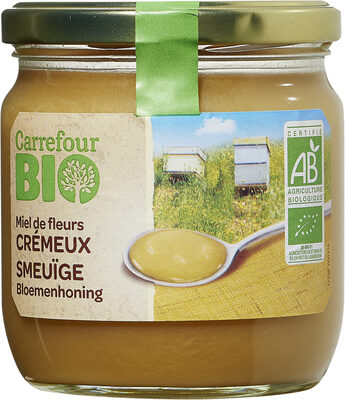 Carrefour
BIO
Miel de fleurs
CRÉMEUX
SMEUÏGE
Bloemenhoning
CERTIFIÉ
AB
AGRICULTURE
BIOLOGIQUE